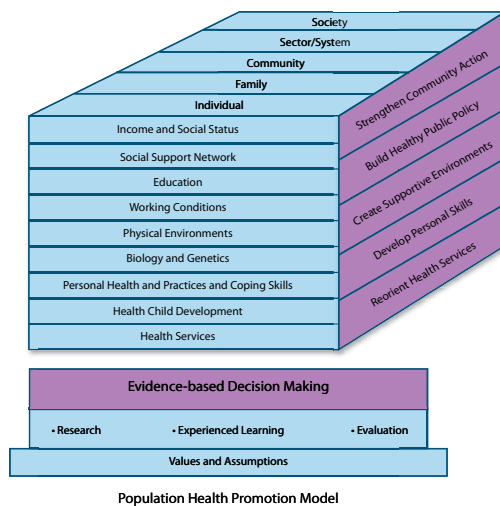 Society
Sector/System
Community
Family
Individual
Income and Social Status
Social Support Network
Education
Working Conditions
Physical Environments
Biology and Genetics
Personal Health and Practices and Coping Skills
Health Child Development
Health Services
Strengthen Community Action
Build Healthy Public Policy
Create Supportive Environments
Develop Personal Skills
Reorient Health Services
Evidence-based Decision Making
• Research • Experienced Learning • Evaluation
Values and Assumptions
Population Health Promotion Model